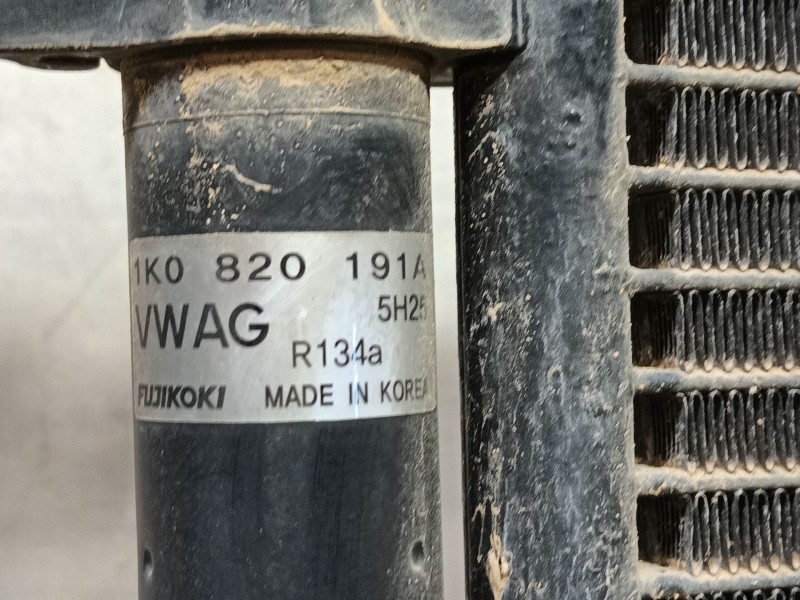 1K0 820 191A
5H25
VWAG
R134a
FUJIKOKI MADE IN KOREA